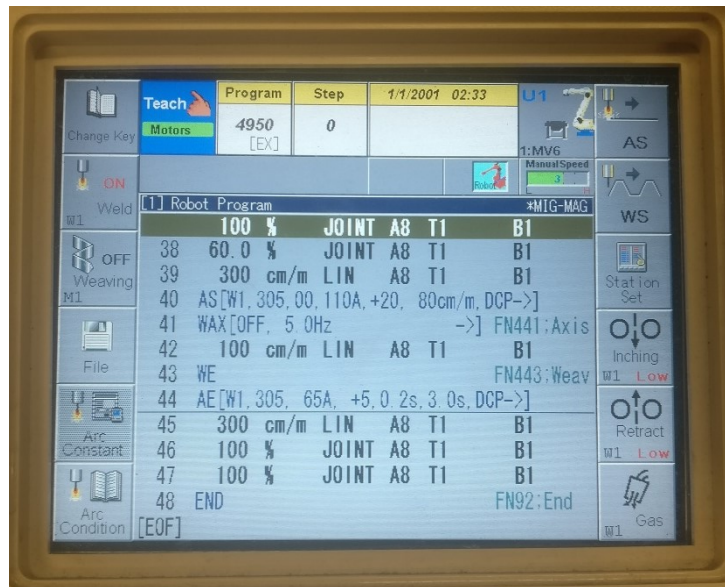 Change Key
Teach
Motors
Program
4950
[EX]
Step
0
1/1/2001 02:33
U1
1:MV6
AS
ON
Weld
W1
Robot
Manual Speed
3
WS
[1] Robot Program *MIG-MAG
100 % JOINT A8 T1 B1
38 60.0 % JOINT A8 T1 B1
39 300 cm/m LIN A8 T1 B1
40 AS[W1,305,00,110A,+20, 80cm/m,DCP->]
41 WAX[OFF, 5.0Hz ->] FN441;Axis
42 100 cm/m LIN A8 T1 B1
43 WE FN443;Weav
44 AE[W1,305, 65A, +5,0.2s,3.0s,DCP->]
45 300 cm/m LIN A8 T1 B1
46 100 % JOINT A8 T1 B1
47 100 % JOINT A8 T1 B1
48 END FN92;End
[EOF]
OFF
Weaving
M1
File
Arc
Constant
Arc
Condition
Station
Set
Inching
W1 Low
Retract
W1 Low
Gas
W1